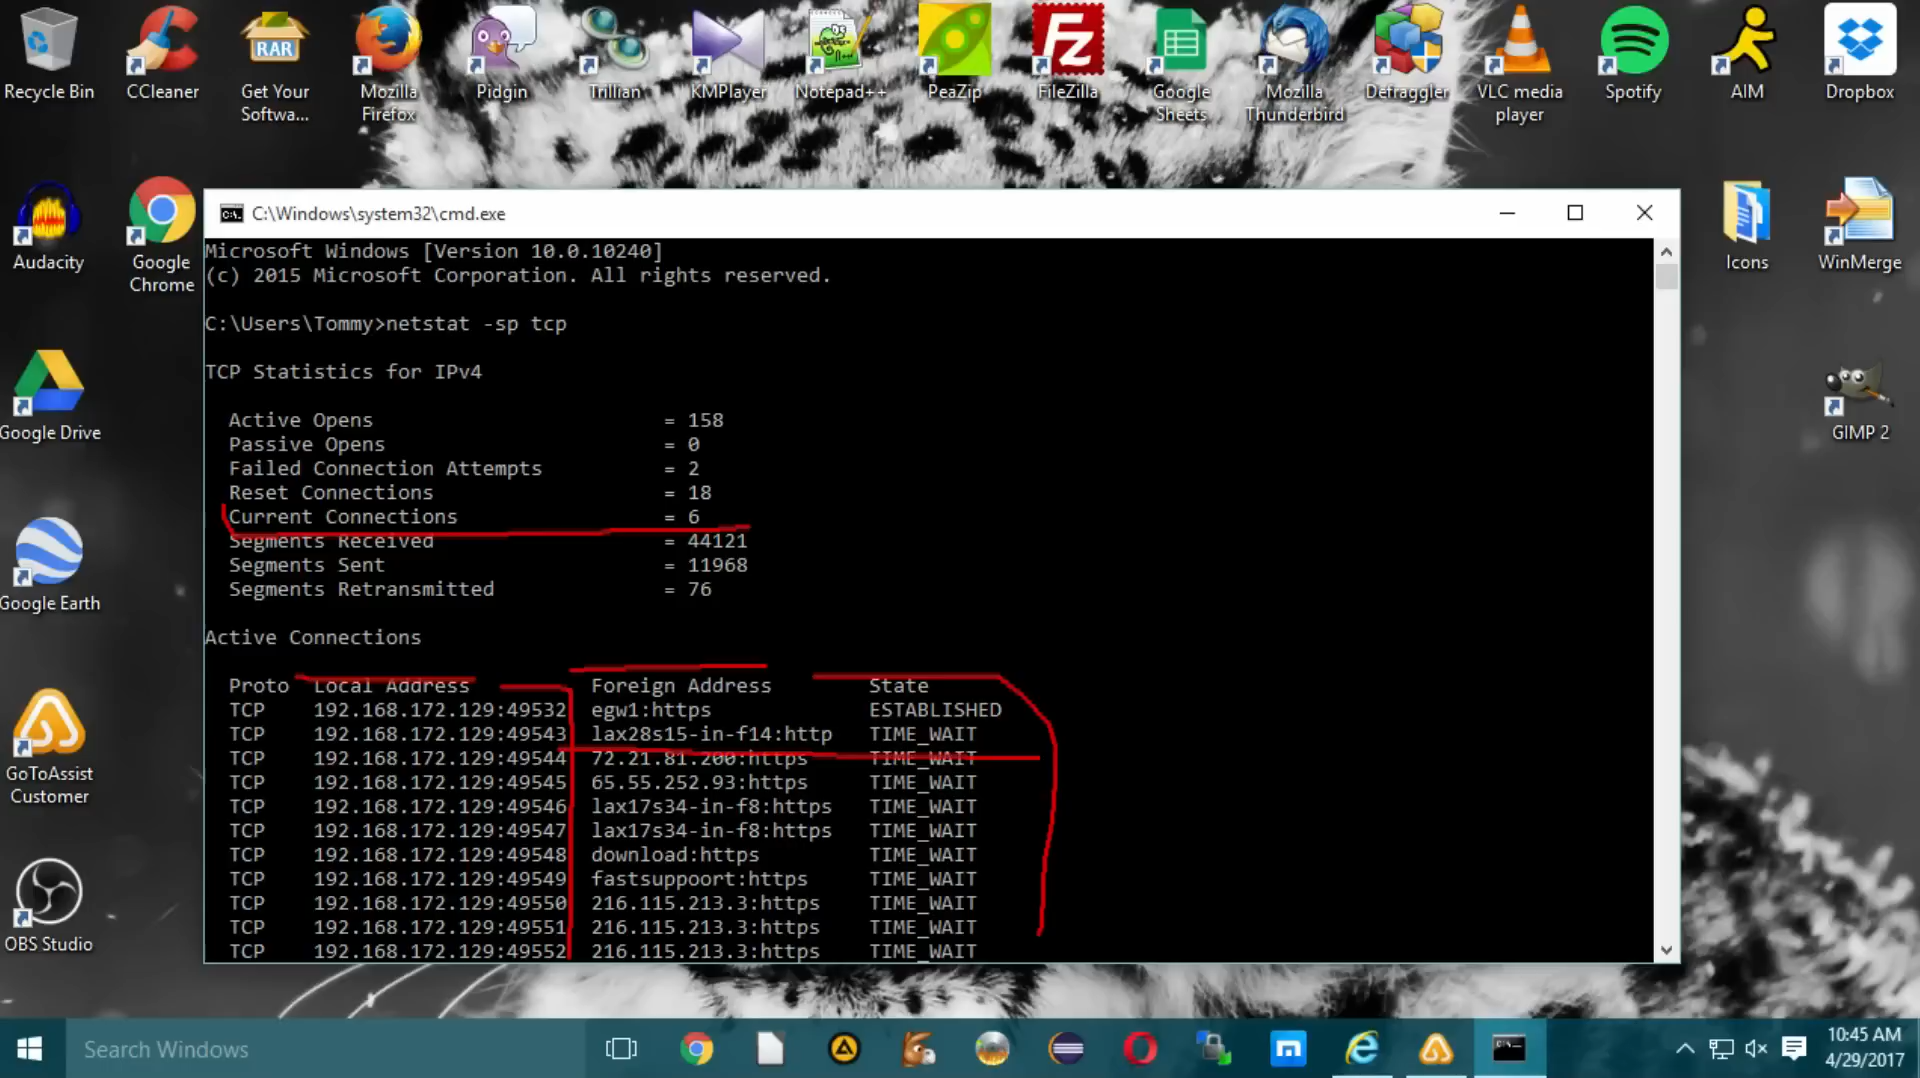 Recycle Bin
CCleaner
RAR
Get Your
Softwa...
Mozilla
Firefox
Pidgin
Trillian
KMPlayer
Notepad++
PeaZip
FZ
FileZilla
Google
Sheets
Mozilla
Thunderbird
Defraggler
VLC media
player
Spotify
AIM
Dropbox
Audacity
Google
Chrome
Icons
WinMerge
Google Drive
GIMP 2
Google Earth
GoToAssist
Customer
OBS Studio
C:\Windows\system32\cmd.exe
Microsoft Windows [Version 10.0.10240]
(c) 2015 Microsoft Corporation. All rights reserved.
C:\Users\Tommy>netstat -sp tcp
TCP Statistics for IPv4
Active Opens = 158
Passive Opens = 0
Failed Connection Attempts = 2
Reset Connections = 18
Current Connections = 6
Segments Received = 44121
Segments Sent = 11968
Segments Retransmitted = 76
Active Connections
Proto Local Address Foreign Address State
TCP 192.168.172.129:49532 egw1:https ESTABLISHED
TCP 192.168.172.129:49543 lax28s15-in-f14:http TIME_WAIT
TCP 192.168.172.129:49544 72.21.81.200:https TIME_WAIT
TCP 192.168.172.129:49545 65.55.252.93:https TIME_WAIT
TCP 192.168.172.129:49546 lax17s34-in-f8:https TIME_WAIT
TCP 192.168.172.129:49547 lax17s34-in-f8:https TIME_WAIT
TCP 192.168.172.129:49548 download:https TIME_WAIT
TCP 192.168.172.129:49549 fastsuppoort:https TIME_WAIT
TCP 192.168.172.129:49550 216.115.213.3:https TIME_WAIT
TCP 192.168.172.129:49551 216.115.213.3:https TIME_WAIT
TCP 192.168.172.129:49552 216.115.213.3:https TIME_WAIT
Search Windows
10:45 AM
4/29/2017